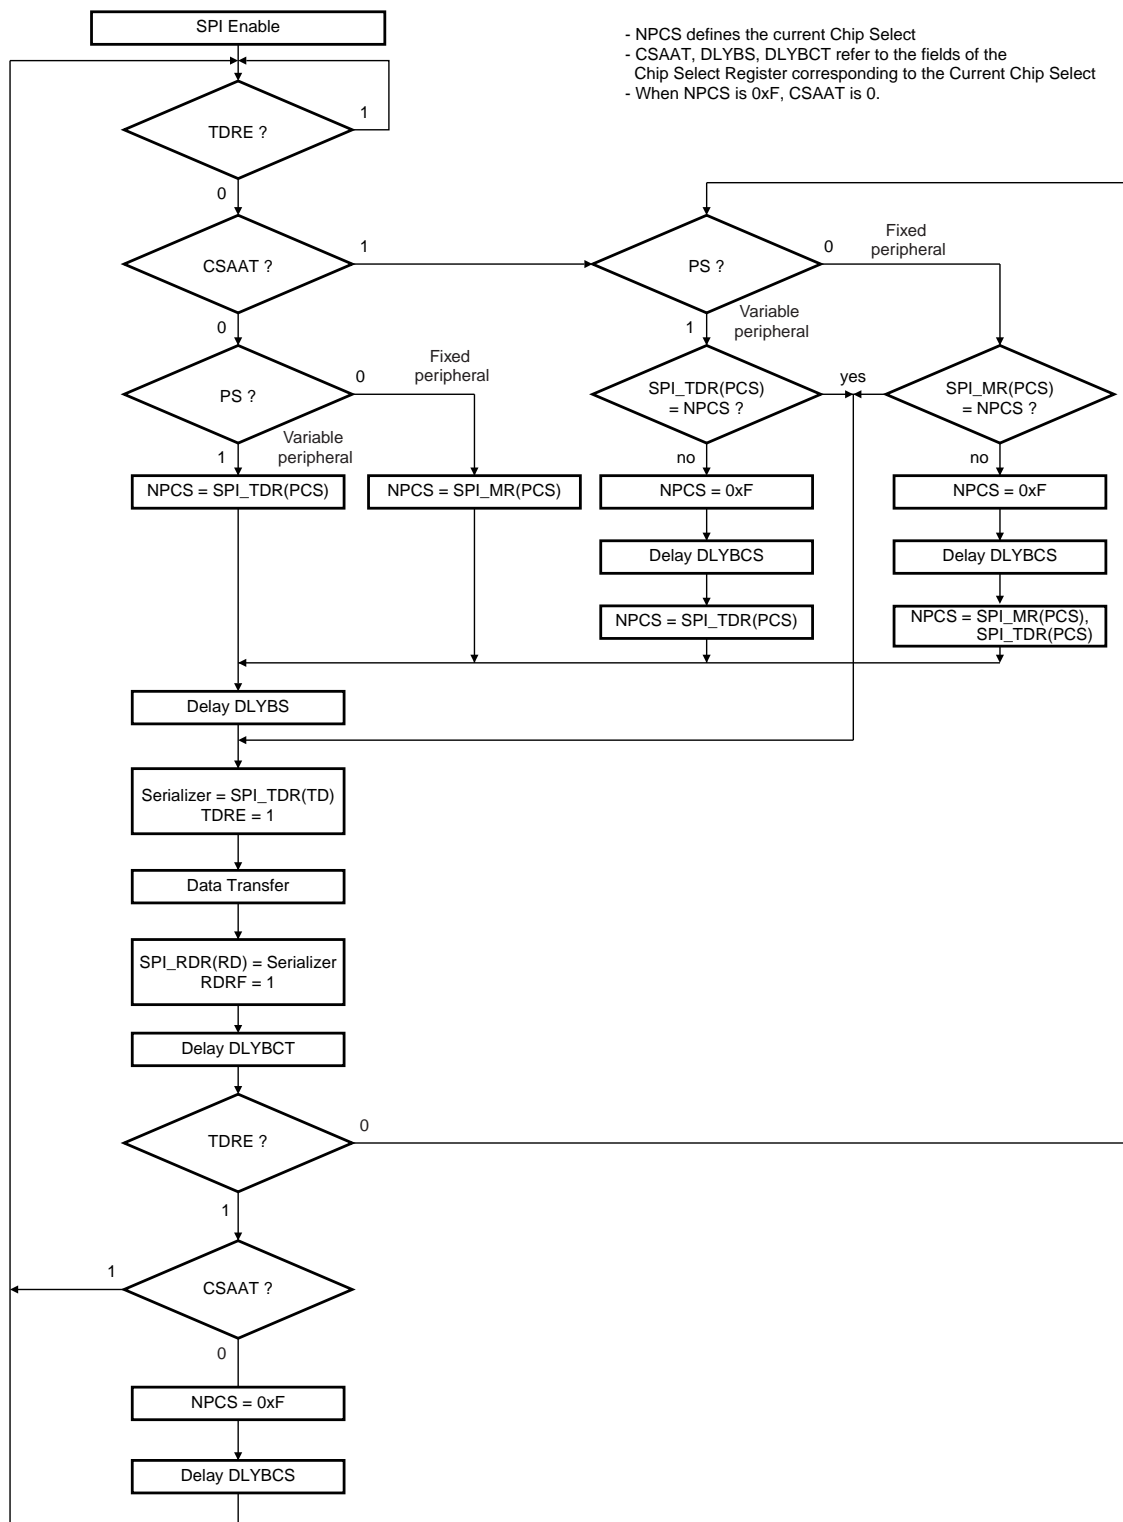 SPI Enable
- NPCS defines the current Chip Select
- CSAAT, DLYBS, DLYBCT refer to the fields of the
Chip Select Register corresponding to the Current Chip Select
- When NPCS is 0xF, CSAAT is 0.
1
TDRE ?
0
CSAAT ?
1
PS ?
0
Fixed
peripheral
0
1
Variable
peripheral
PS ?
0
Fixed
peripheral
SPI_TDR(PCS)
= NPCS ?
yes
SPI_MR(PCS)
= NPCS ?
1
Variable
peripheral
no
no
NPCS = SPI_TDR(PCS)
NPCS = SPI_MR(PCS)
NPCS = 0xF
NPCS = 0xF
Delay DLYBCS
Delay DLYBCS
NPCS = SPI_TDR(PCS)
NPCS = SPI_MR(PCS),
SPI_TDR(PCS)
Delay DLYBS
Serializer = SPI_TDR(TD)
TDRE = 1
Data Transfer
SPI_RDR(RD) = Serializer
RDRF = 1
Delay DLYBCT
TDRE ?
0
1
CSAAT ?
1
0
NPCS = 0xF
Delay DLYBCS